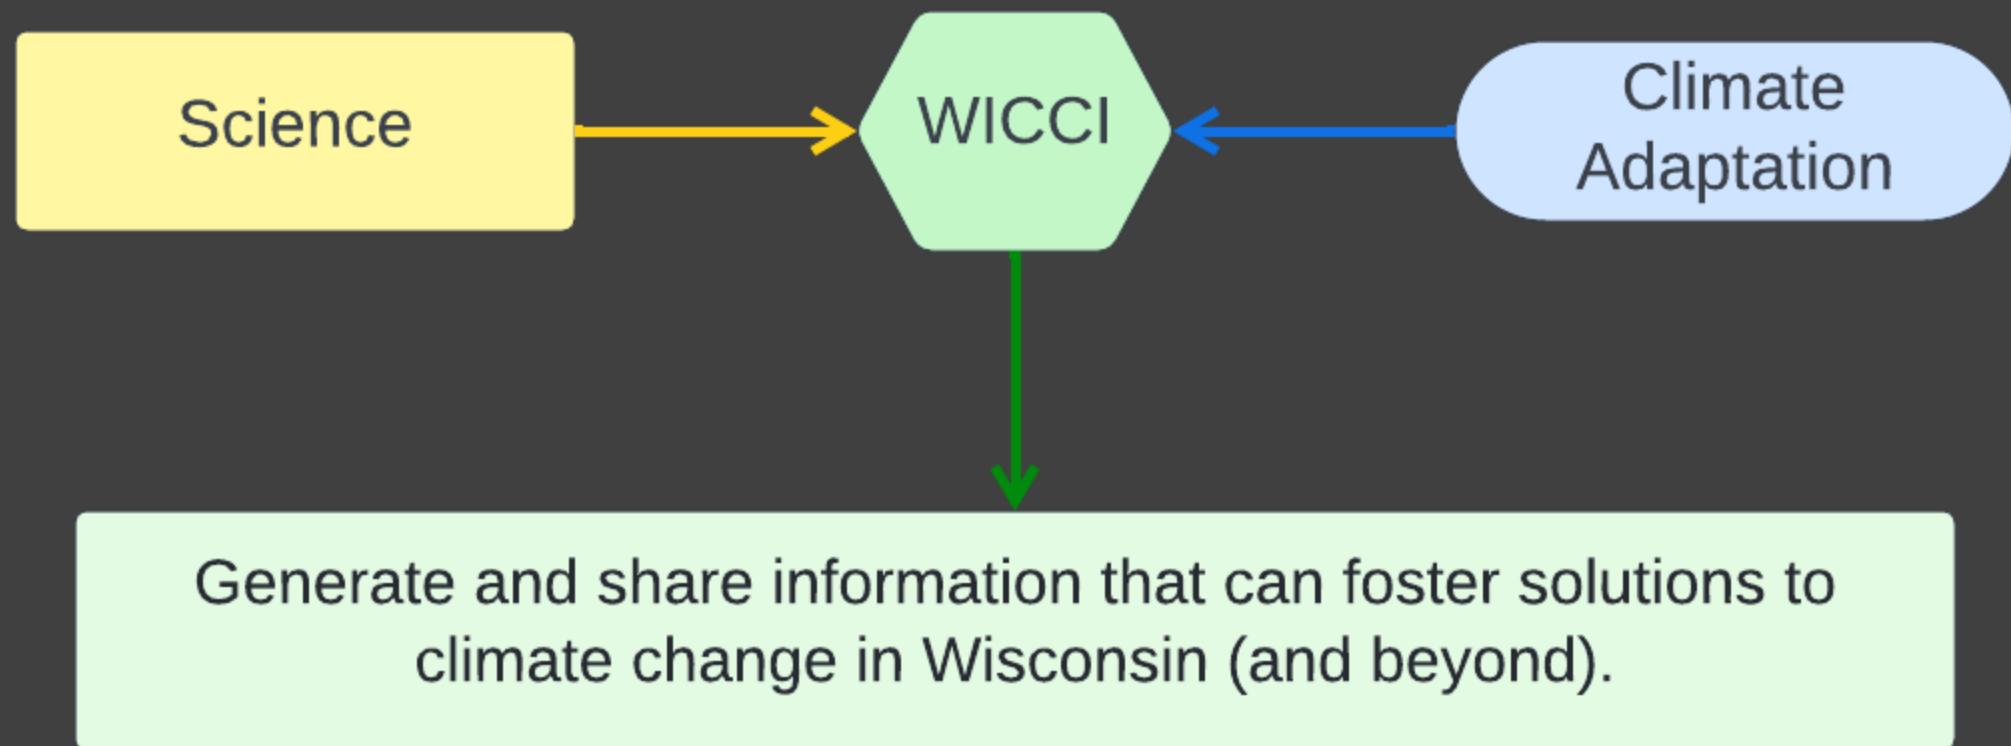 Science
WICCI
Climate
Adaptation
Generate and share information that can foster solutions to
climate change in Wisconsin (and beyond).